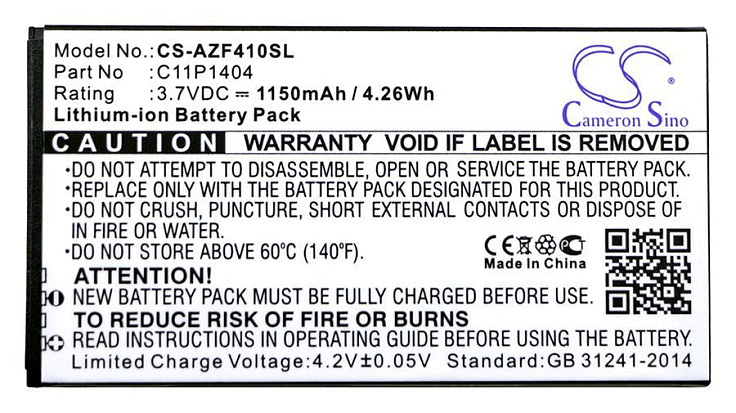 Model No.:CS-AZF410SL
Part No :C11P1404
Rating :3.7VDC ⎓ 1150mAh / 4.26Wh
Lithium-ion Battery Pack
CS
Cameron Sino
CAUTION WARRANTY VOID IF LABEL IS REMOVED
·DO NOT ATTEMPT TO DISASSEMBLE, OPEN OR SERVICE THE BATTERY PACK.
·REPLACE ONLY WITH THE BATTERY PACK DESIGNATED FOR THIS PRODUCT.
·DO NOT CRUSH, PUNCTURE, SHORT EXTERNAL CONTACTS OR DISPOSE OF
IN FIRE OR WATER.
·DO NOT STORE ABOVE 60°C (140°F).
CE
Made In China
ATTENTION!
NEW BATTERY PACK MUST BE FULLY CHARGED BEFORE USE
TO REDUCE RISK OF FIRE OR BURNS
READ INSTRUCTIONS IN OPERATING GUIDE BEFORE USING BATTERY PACK
Limited Charge Voltage:4.2V±0.05V Standard:GB 31241-2014